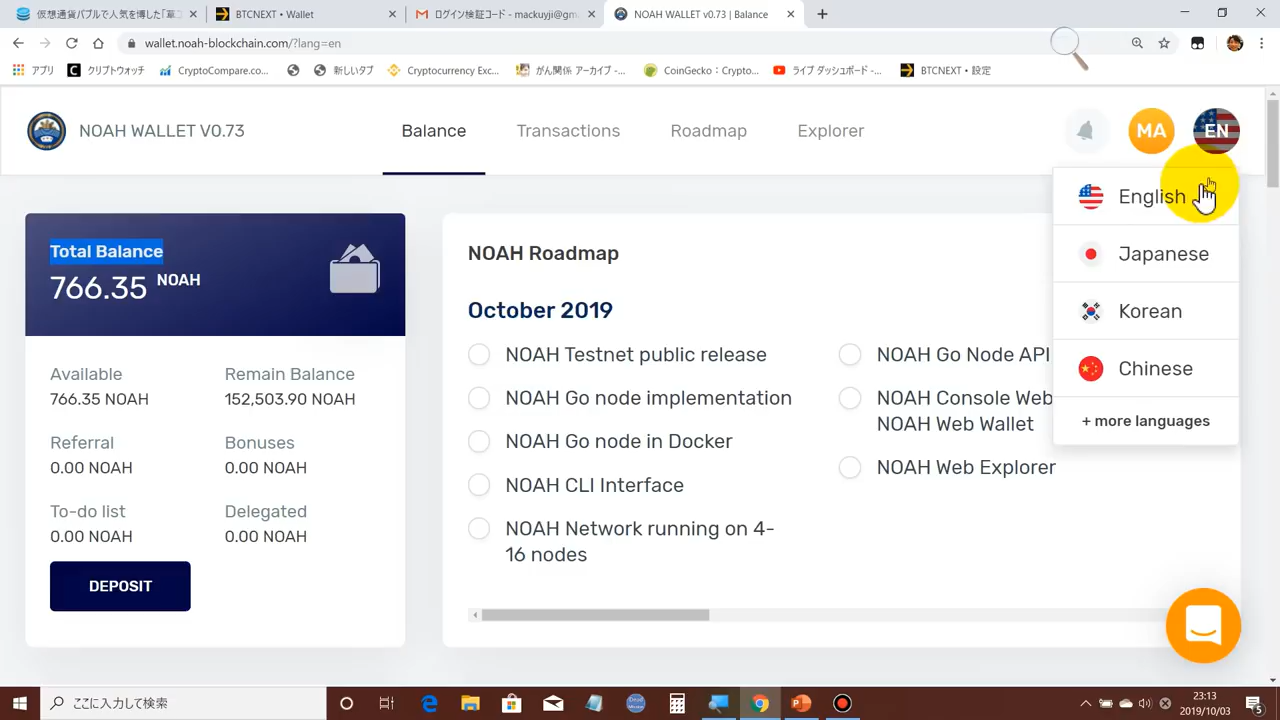 仮想通貨バブルで人気を博した「草コ
BTCNEXT • Wallet
ログイン検証コード - mackuyji@gm
NOAH WALLET v0.73 | Balance
wallet.noah-blockchain.com/?lang=en
アプリ
クリプトウォッチ
CryptoCompare.co...
新しいタブ
Cryptocurrency Exc...
がん関係 アーカイブ -...
CoinGecko：Crypto...
ライブ ダッシュボード -...
BTCNEXT • 設定
NOAH WALLET V0.73
Balance
Transactions
Roadmap
Explorer
MA
EN
English
Japanese
Korean
Chinese
+ more languages
Total Balance
766.35 NOAH
Available
Remain Balance
766.35 NOAH
152,503.90 NOAH
Referral
Bonuses
0.00 NOAH
0.00 NOAH
To-do list
Delegated
0.00 NOAH
0.00 NOAH
DEPOSIT
NOAH Roadmap
October 2019
NOAH Testnet public release
NOAH Go node implementation
NOAH Go node in Docker
NOAH CLI Interface
NOAH Network running on 4-
16 nodes
NOAH Go Node API
NOAH Console Web
NOAH Web Wallet
NOAH Web Explorer
ここに入力して検索
23:13
2019/10/03
5